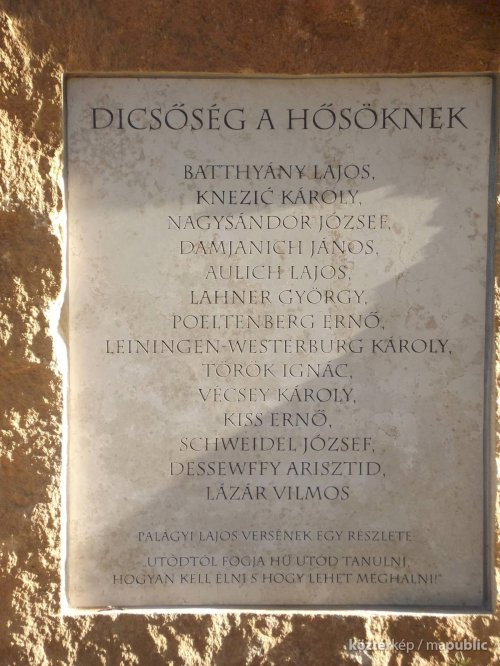 DICSŐSÉG A HŐSÖKNEK
BATTHYÁNY LAJOS,
KNEZIĆ KÁROLY,
NAGYSÁNDOR JÓZSEF,
DAMJANICH JÁNOS,
AULICH LAJOS,
LAHNER GYÖRGY,
POELTENBERG ERNŐ,
LEININGEN-WESTERBURG KÁROLY,
TÖRÖK IGNÁC,
VÉCSEY KÁROLY,
KISS ERNŐ,
SCHWEIDEL JÓZSEF,
DESSEWFFY ARISZTID,
LÁZÁR VILMOS
PALÁGYI LAJOS VERSÉNEK EGY RÉSZLETE
„UTÓDTÓL FOGJA HŰ UTÓD TANULNI,
HOGYAN KELL ÉLNI S HOGY LEHET MEGHALNI!"
köztérkép / mapublic